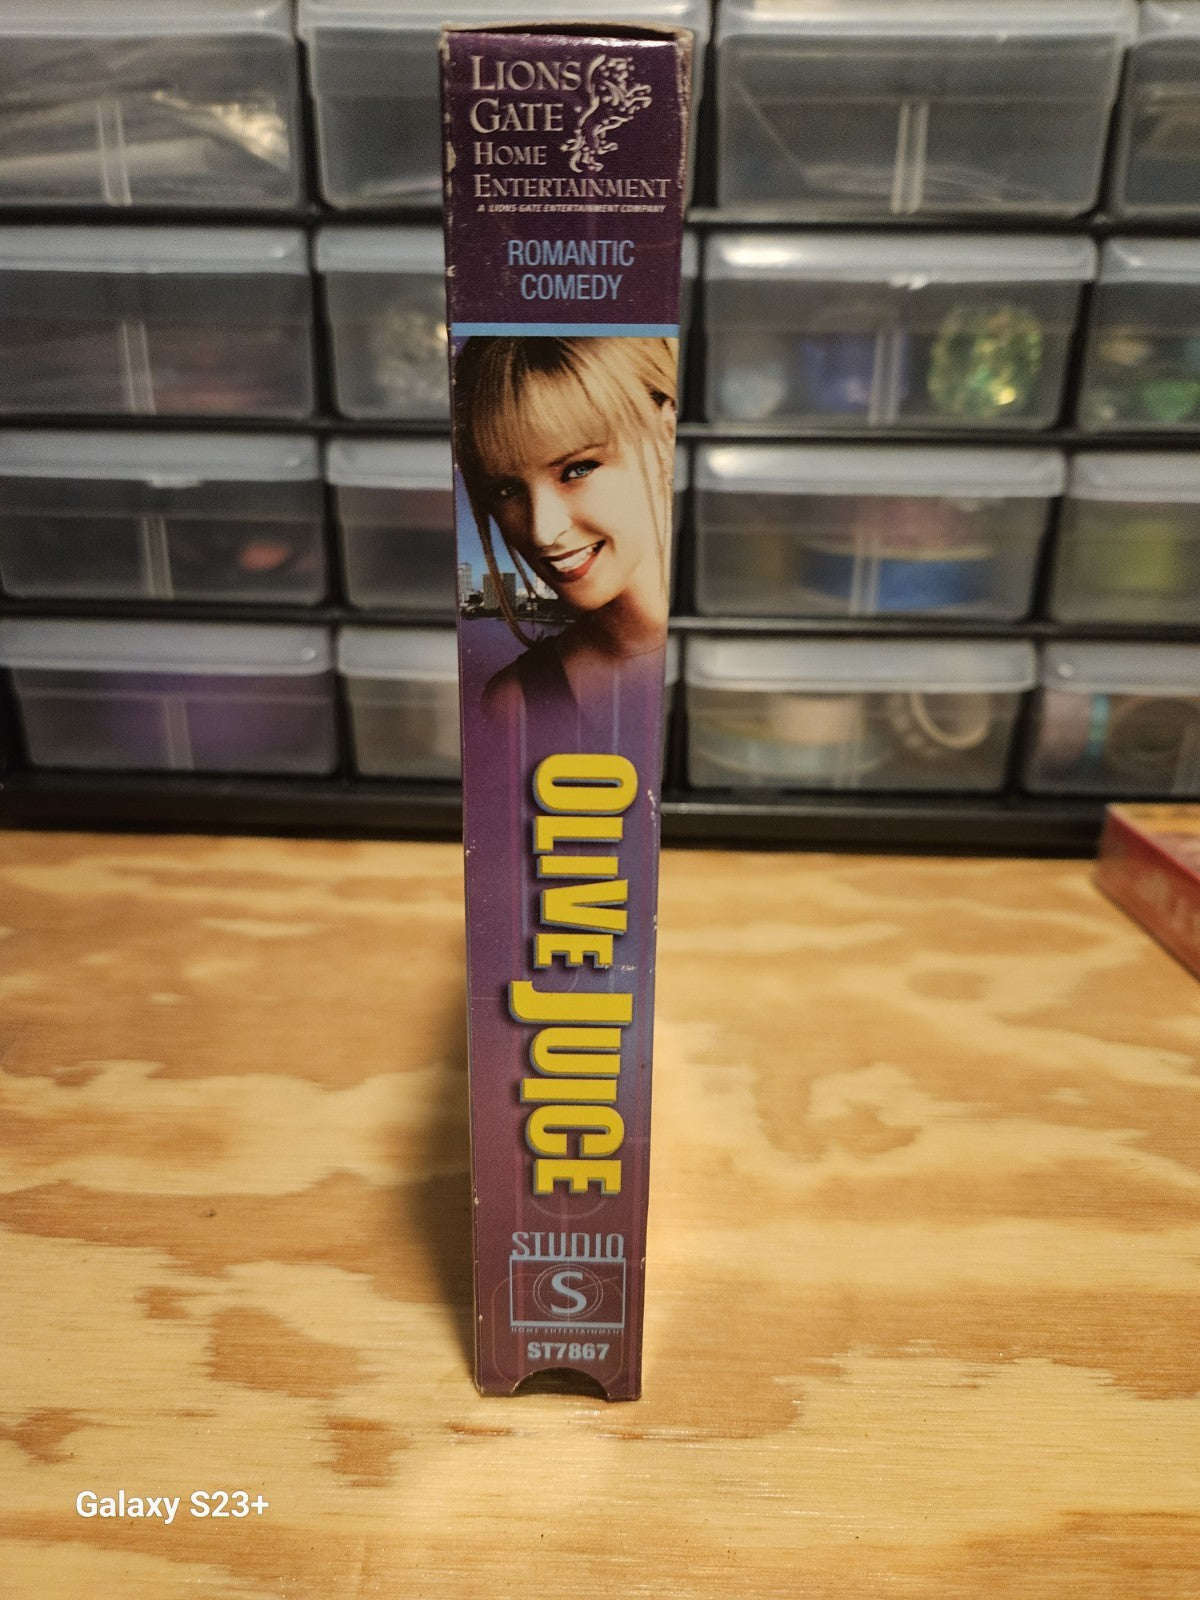 LIONS
GATE
HOME
ENTERTAINMENT
A LIONS GATE ENTERTAINMENT COMPANY
ROMANTIC
COMEDY
OLIVE JUICE
STUDIO
S
HOME ENTERTAINMENT
ST7867
Galaxy S23+